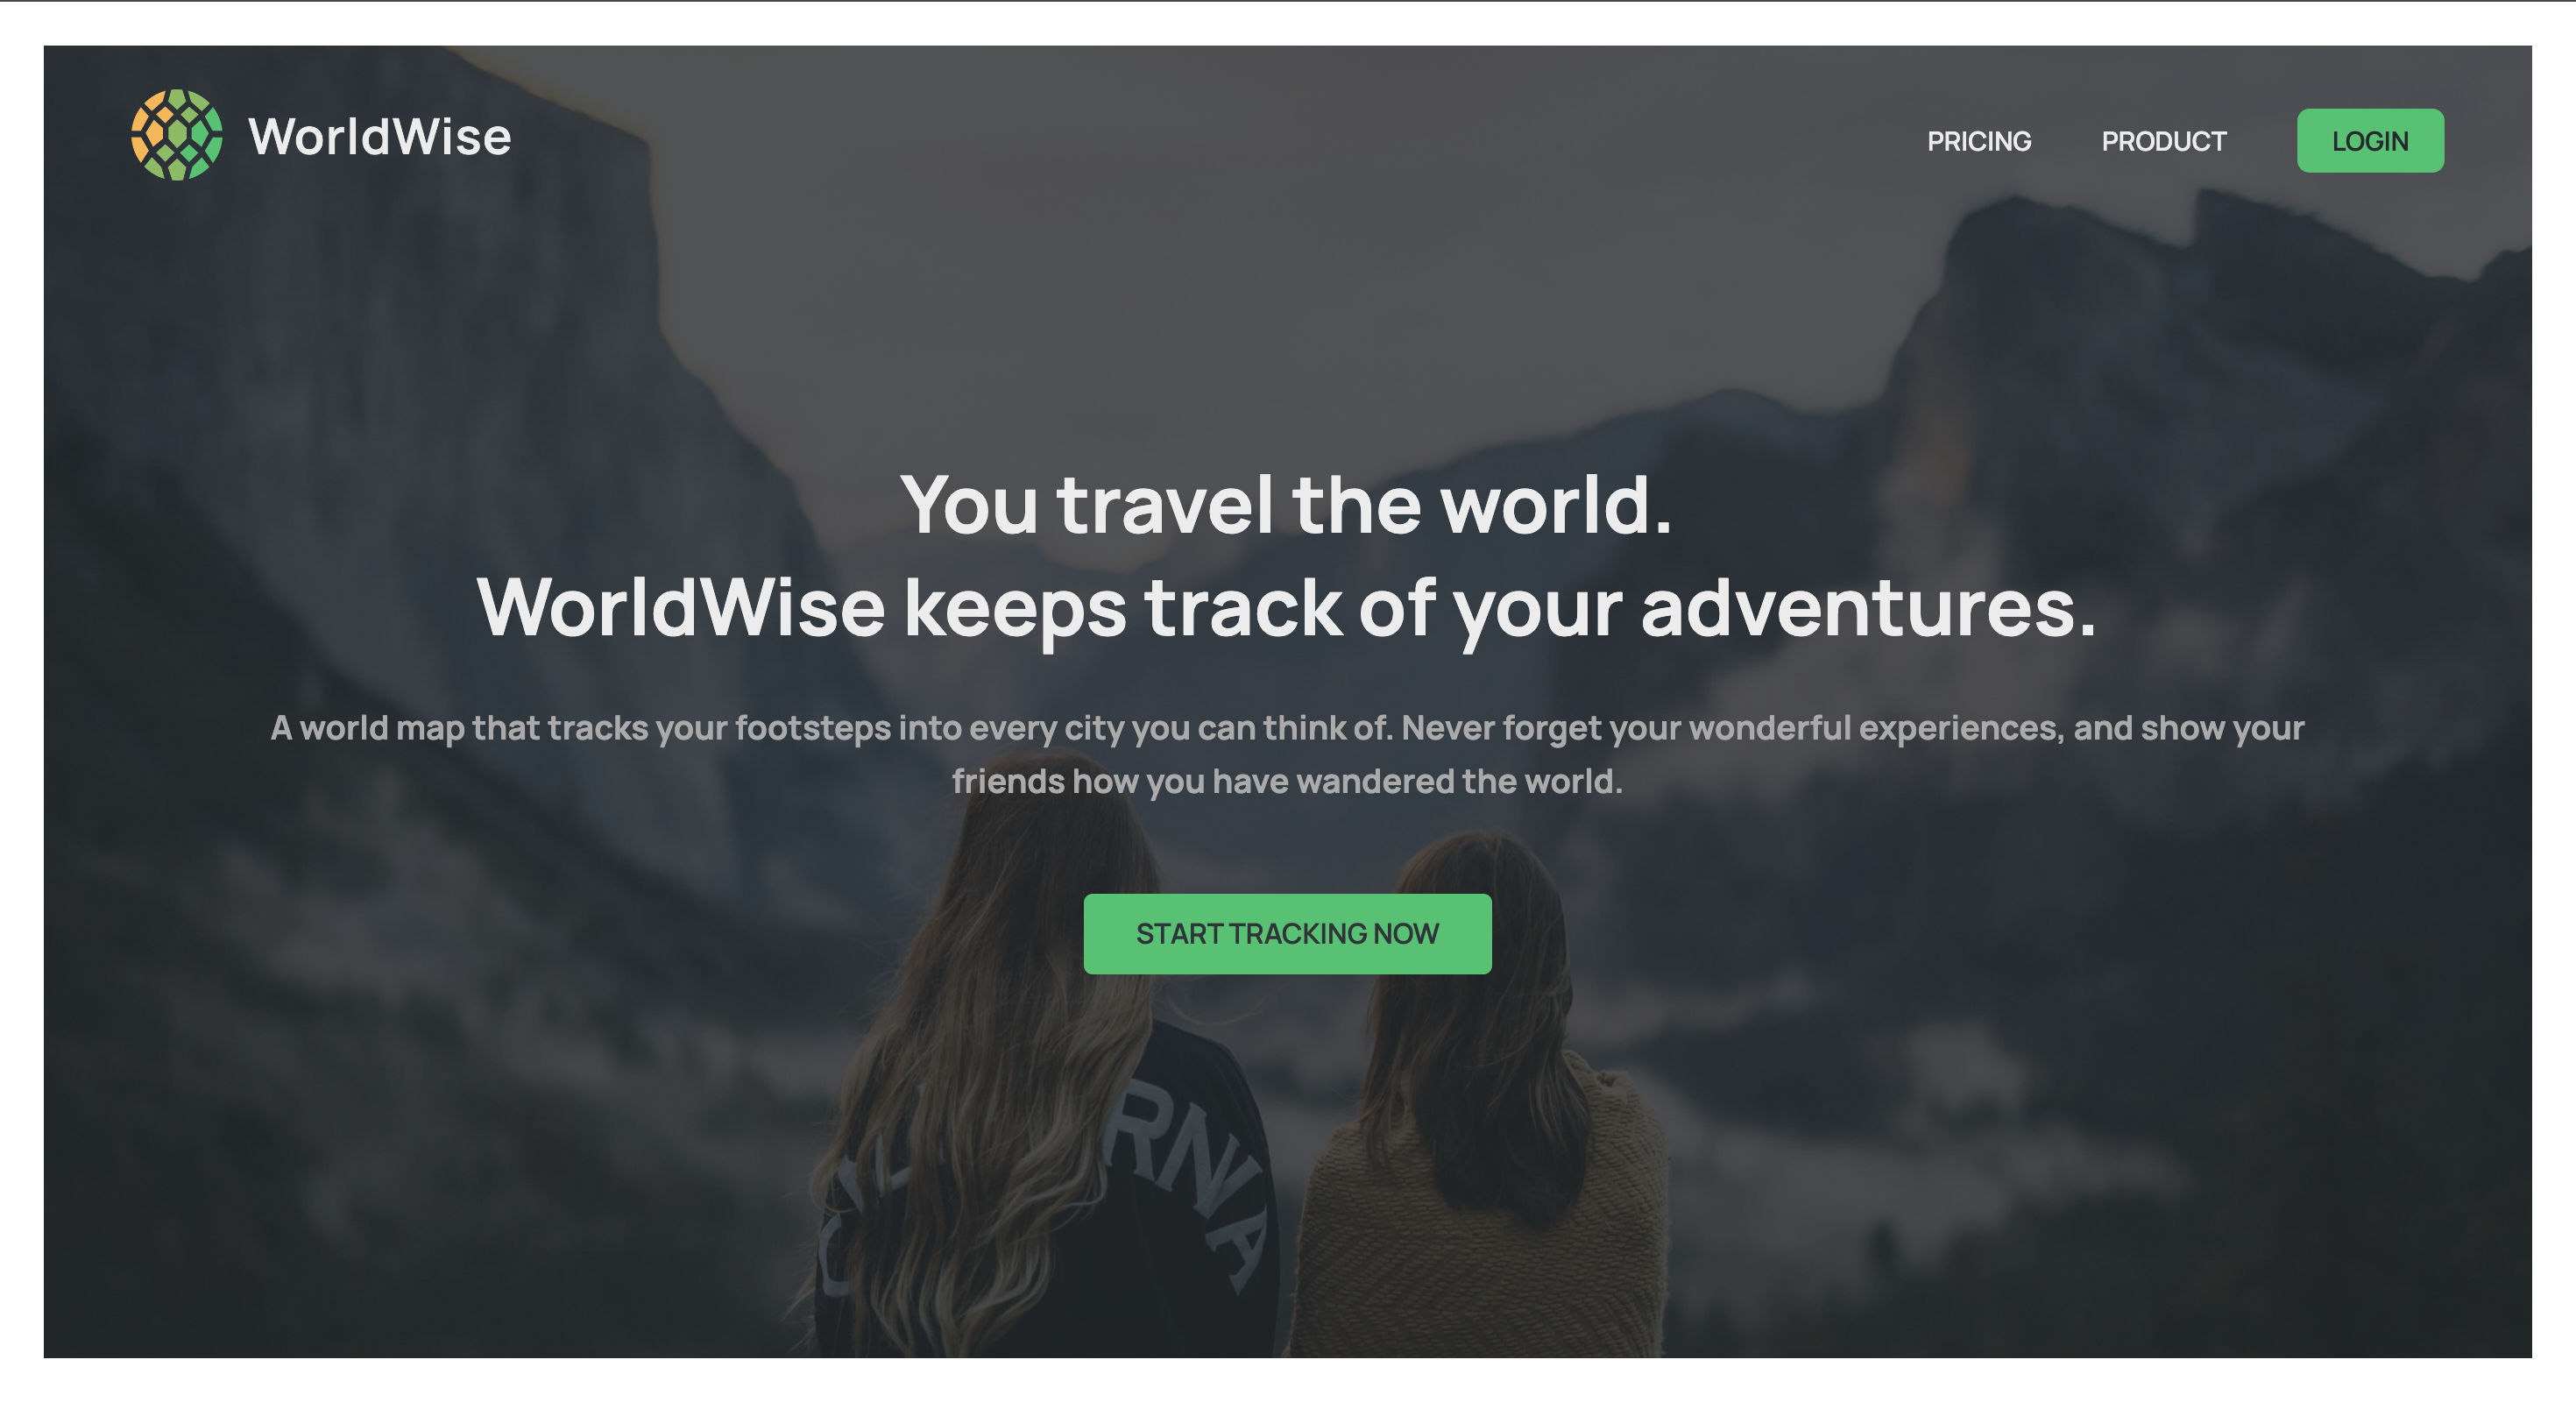 WorldWise
PRICING
PRODUCT
LOGIN
You travel the world.
WorldWise keeps track of your adventures.
A world map that tracks your footsteps into every city you can think of. Never forget your wonderful experiences, and show your
friends how you have wandered the world.
START TRACKING NOW